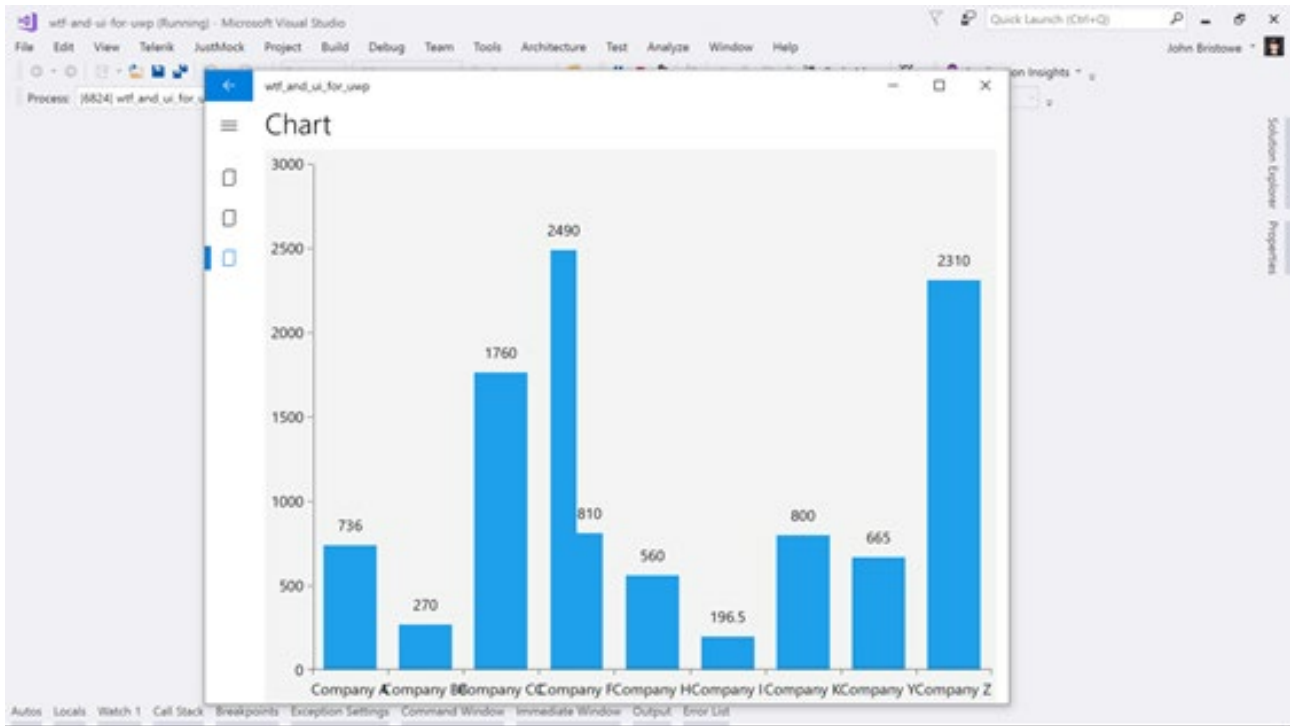 wtf-and-ui-for-uwp (Running) - Microsoft Visual Studio
Quick Launch (Ctrl+Q)
File Edit View Telerik JustMock Project Build Debug Team Tools Architecture Test Analyze Window Help
John Bristowe
Process: [6824] wtf_and_ui_for_u
on Insights
wtf_and_ui_for_uwp
Chart
3000
2490
2500
2310
2000
1760
1500
1000
736
810
800
665
560
500
270
196.5
0
Company A Company B Company C Company F Company H Company I Company K Company Y Company Z
Solution Explorer
Properties
Autos Locals Watch 1 Call Stack Breakpoints Exception Settings Command Window Immediate Window Output Error List